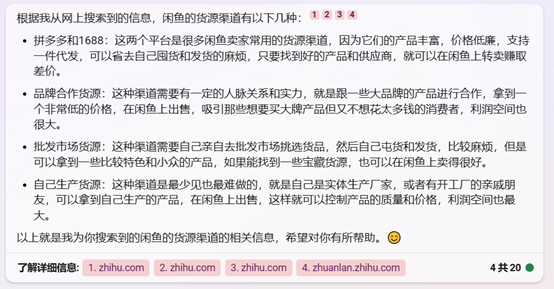 根据我从网上搜索到的信息，闲鱼的货源渠道有以下几种： 1 2 3 4
• 拼多多和1688：这两个平台是很多闲鱼卖家常用的货源渠道，因为它们的产品丰富，价格低廉，支持
一件代发，可以省去自己囤货和发货的麻烦，只要找到好的产品和供应商，就可以在闲鱼上转卖赚取
差价。
• 品牌合作货源：这种渠道需要有一定的人脉关系和实力，就是跟一些大品牌的产品进行合作，拿到一
个非常低的价格，在闲鱼上出售，吸引那些想要买大牌产品但又不想花太多钱的消费者，利润空间也
很大。
• 批发市场货源：这种渠道需要自己亲自去批发市场挑选货品，然后自己屯货和发货，比较麻烦，但是
可以拿到一些比较特色和小众的产品，如果能找到一些宝藏货源，也可以在闲鱼上卖得很好。
• 自己生产货源：这种渠道是最少见也最难做的，就是自己是实体生产厂家，或者有开工厂的亲戚朋
友，可以拿到自己生产的产品，在闲鱼上出售，这样就可以控制产品的质量和价格，利润空间也最
大。
以上就是我为你搜索到的闲鱼的货源渠道的相关信息，希望对你有所帮助。😊
了解详细信息: 1. zhihu.com 2. zhihu.com 3. zhihu.com 4. zhuanlan.zhihu.com 4 共 20